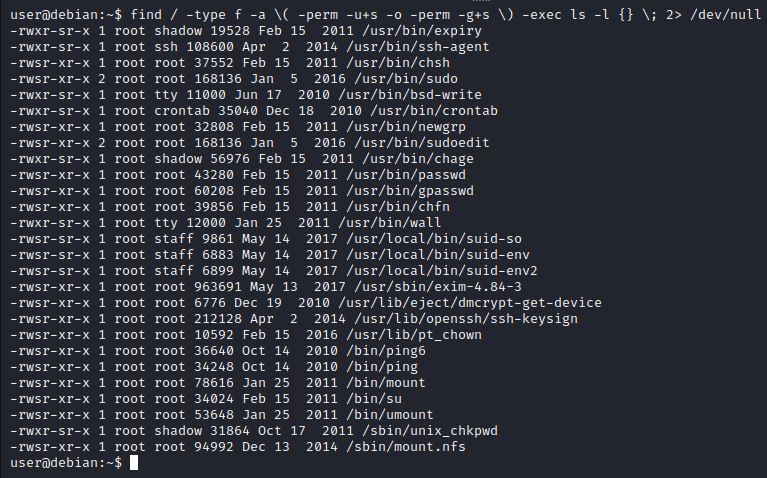 user@debian:~$ find / -type f -a \( -perm -u+s -o -perm -g+s \) -exec ls -l {} \; 2> /dev/null
-rwxr-sr-x 1 root shadow 19528 Feb 15  2011 /usr/bin/expiry
-rwxr-sr-x 1 root ssh 108600 Apr  2  2014 /usr/bin/ssh-agent
-rwsr-xr-x 1 root root 37552 Feb 15  2011 /usr/bin/chsh
-rwsr-xr-x 2 root root 168136 Jan  5  2016 /usr/bin/sudo
-rwxr-sr-x 1 root tty 11000 Jun 17  2010 /usr/bin/bsd-write
-rwxr-sr-x 1 root crontab 35040 Dec 18  2010 /usr/bin/crontab
-rwsr-xr-x 1 root root 32808 Feb 15  2011 /usr/bin/newgrp
-rwsr-xr-x 2 root root 168136 Jan  5  2016 /usr/bin/sudoedit
-rwxr-sr-x 1 root shadow 56976 Feb 15  2011 /usr/bin/chage
-rwsr-xr-x 1 root root 43280 Feb 15  2011 /usr/bin/passwd
-rwsr-xr-x 1 root root 60208 Feb 15  2011 /usr/bin/gpasswd
-rwsr-xr-x 1 root root 39856 Feb 15  2011 /usr/bin/chfn
-rwxr-sr-x 1 root tty 12000 Jan 25  2011 /usr/bin/wall
-rwsr-sr-x 1 root staff 9861 May 14  2017 /usr/local/bin/suid-so
-rwsr-sr-x 1 root staff 6883 May 14  2017 /usr/local/bin/suid-env
-rwsr-sr-x 1 root staff 6899 May 14  2017 /usr/local/bin/suid-env2
-rwsr-xr-x 1 root root 963691 May 13  2017 /usr/sbin/exim-4.84-3
-rwsr-xr-x 1 root root 6776 Dec 19  2010 /usr/lib/eject/dmcrypt-get-device
-rwsr-xr-x 1 root root 212128 Apr  2  2014 /usr/lib/openssh/ssh-keysign
-rwsr-xr-x 1 root root 10592 Feb 15  2016 /usr/lib/pt_chown
-rwsr-xr-x 1 root root 36640 Oct 14  2010 /bin/ping6
-rwsr-xr-x 1 root root 34248 Oct 14  2010 /bin/ping
-rwsr-xr-x 1 root root 78616 Jan 25  2011 /bin/mount
-rwsr-xr-x 1 root root 34024 Feb 15  2011 /bin/su
-rwsr-xr-x 1 root root 53648 Jan 25  2011 /bin/umount
-rwxr-sr-x 1 root shadow 31864 Oct 17  2011 /sbin/unix_chkpwd
-rwsr-xr-x 1 root root 94992 Dec 13  2014 /sbin/mount.nfs
user@debian:~$